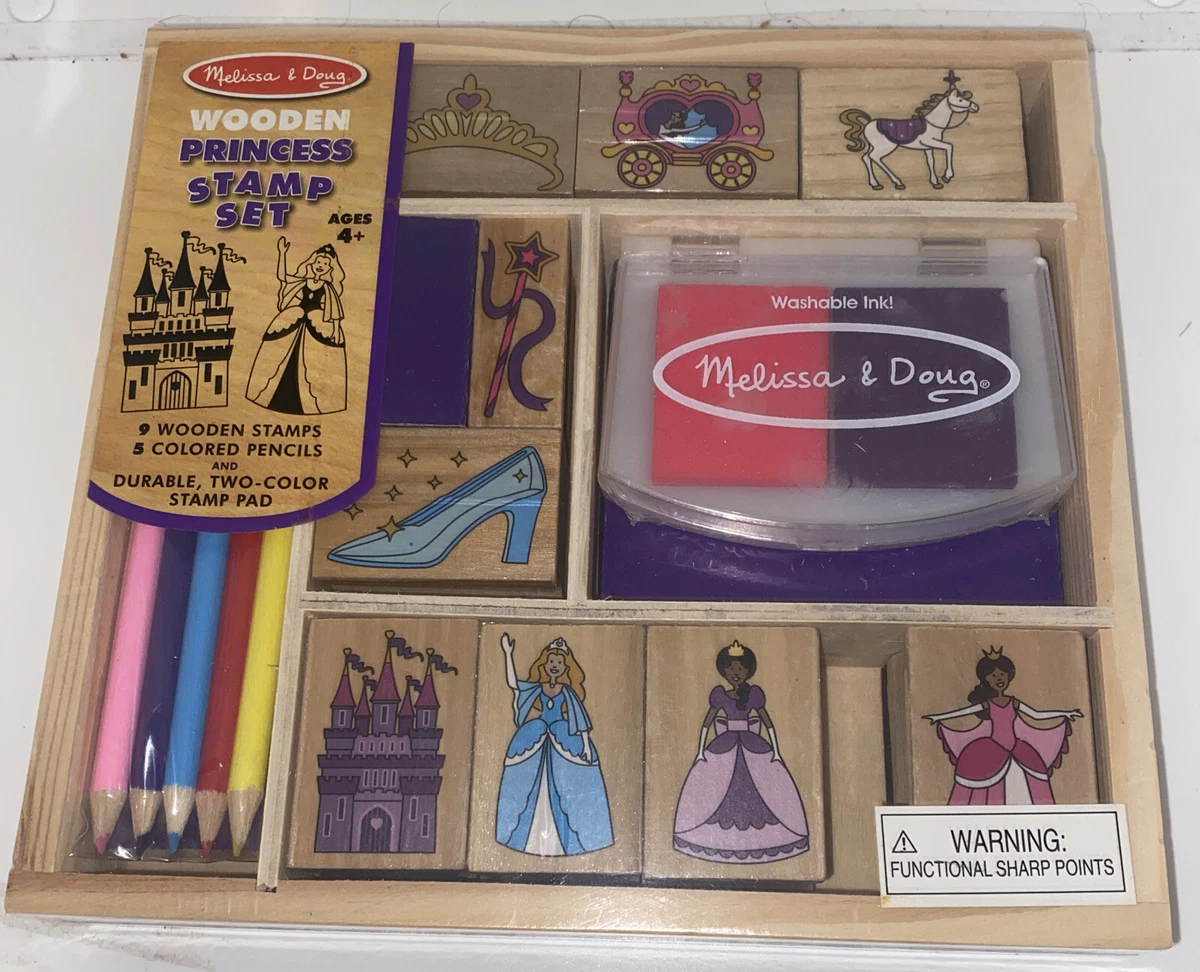 Melissa & Doug
WOODEN
PRINCESS
STAMP
SET
AGES
4+
9 WOODEN STAMPS
5 COLORED PENCILS
AND
DURABLE, TWO-COLOR
STAMP PAD
Washable Ink!
Melissa & Doug®
WARNING:
FUNCTIONAL SHARP POINTS